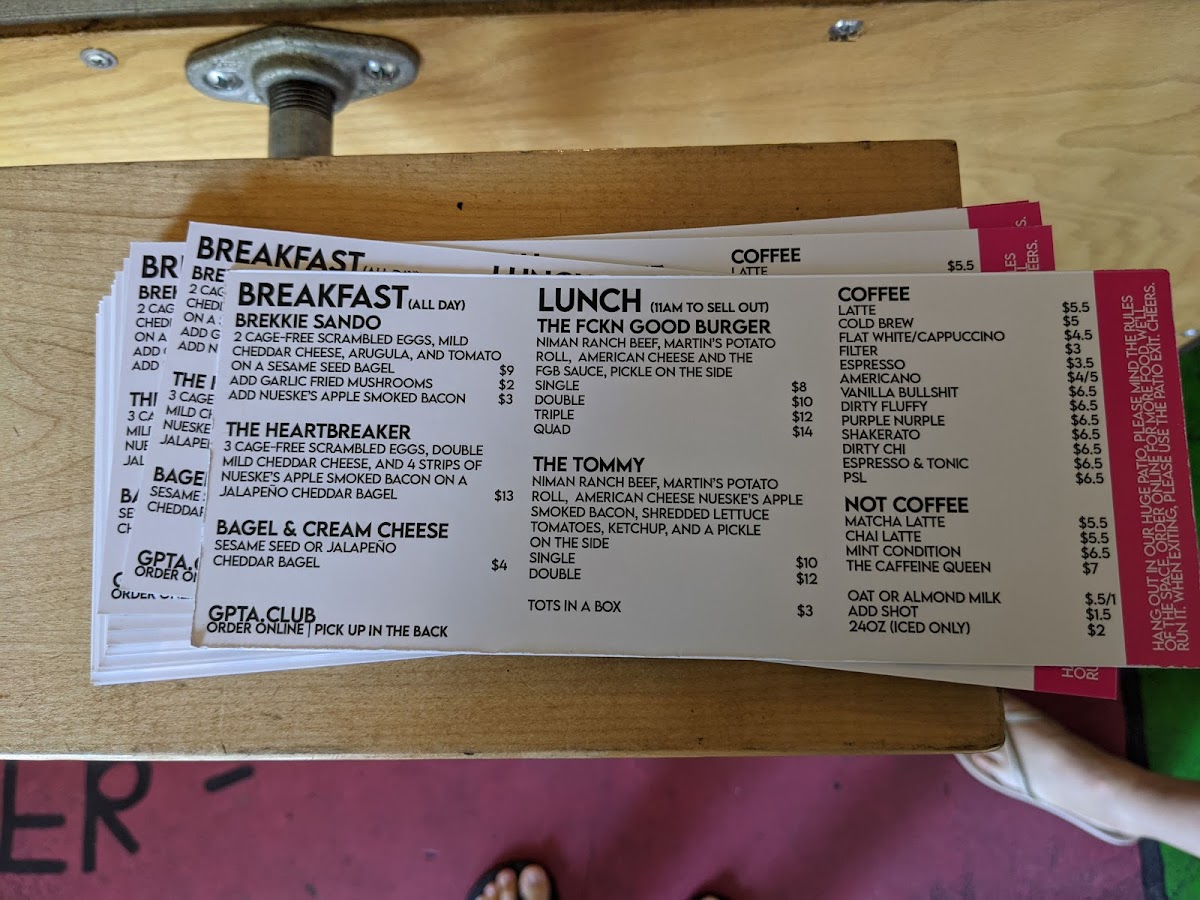 BREAKFAST (ALL DAY)
BREKKIE SANDO
2 CAGE-FREE SCRAMBLED EGGS, MILD
CHEDDAR CHEESE, ARUGULA, AND TOMATO
ON A SESAME SEED BAGEL $9
ADD GARLIC FRIED MUSHROOMS $2
ADD NUESKE'S APPLE SMOKED BACON $3
THE HEARTBREAKER
3 CAGE-FREE SCRAMBLED EGGS, DOUBLE
MILD CHEDDAR CHEESE, AND 4 STRIPS OF
NUESKE'S APPLE SMOKED BACON ON A
JALAPEÑO CHEDDAR BAGEL $13
BAGEL & CREAM CHEESE
SESAME SEED OR JALAPEÑO
CHEDDAR BAGEL $4
GPTA.CLUB
ORDER ONLINE | PICK UP IN THE BACK
LUNCH (11AM TO SELL OUT)
THE FCKN GOOD BURGER
NIMAN RANCH BEEF, MARTIN'S POTATO
ROLL, AMERICAN CHEESE AND THE
FGB SAUCE, PICKLE ON THE SIDE
SINGLE $8
DOUBLE $10
TRIPLE $12
QUAD $14
THE TOMMY
NIMAN RANCH BEEF, MARTIN'S POTATO
ROLL, AMERICAN CHEESE NUESKE'S APPLE
SMOKED BACON, SHREDDED LETTUCE
TOMATOES, KETCHUP, AND A PICKLE
ON THE SIDE
SINGLE $10
DOUBLE $12
TOTS IN A BOX $3
COFFEE
LATTE $5.5
COLD BREW $5
FLAT WHITE/CAPPUCCINO $4.5
FILTER $3
ESPRESSO $3.5
AMERICANO $4/5
VANILLA BULLSHIT $6.5
DIRTY FLUFFY $6.5
PURPLE NURPLE $6.5
SHAKERATO $6.5
DIRTY CHI $6.5
ESPRESSO & TONIC $6.5
PSL $6.5
NOT COFFEE
MATCHA LATTE $5.5
CHAI LATTE $5.5
MINT CONDITION $6.5
THE CAFFEINE QUEEN $7
OAT OR ALMOND MILK $.5/1
ADD SHOT $1.5
24OZ (ICED ONLY) $2
HANG OUT IN OUR HUGE PATIO, PLEASE MIND THE RULES
OF THE SPACE. ORDER ONLINE FOR MORE FOOD, WE'LL
RUN IT. WHEN EXITING, PLEASE USE THE PATIO EXIT. CHEERS.
BREAKFAST
COFFEE
LATTE $5.5
ER -